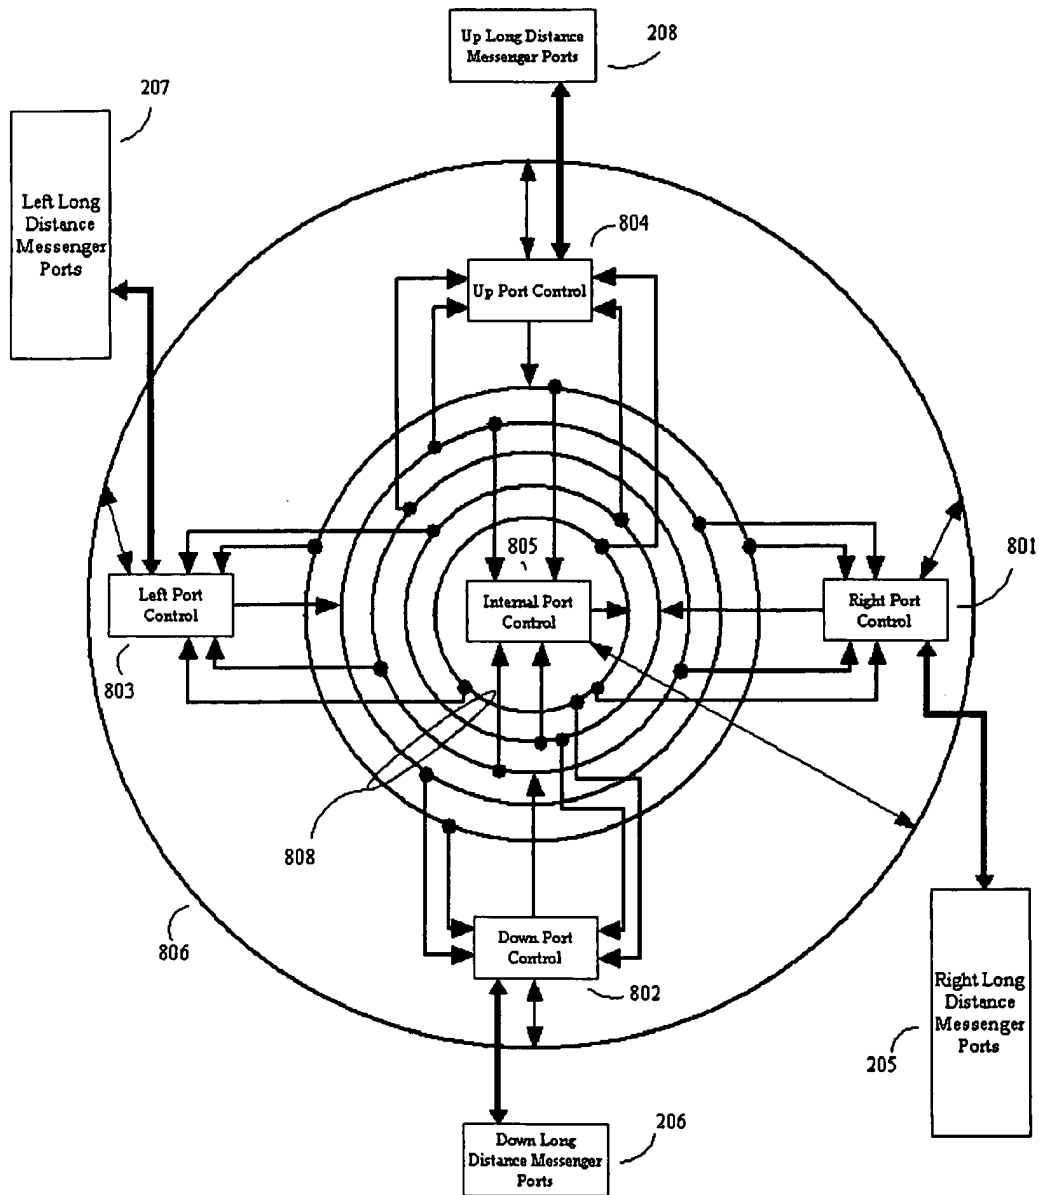 Up Long Distance
Messenger Ports
208
207
Left Long
Distance
Messenger
Ports
804
Up Port Control
805
801
Left Port
Control
Internal Port
Control
Right Port
Control
803
808
806
Down Port
Control
802
Right Long
Distance
Messenger
Ports
205
Down Long
Distance Messenger
Ports
206